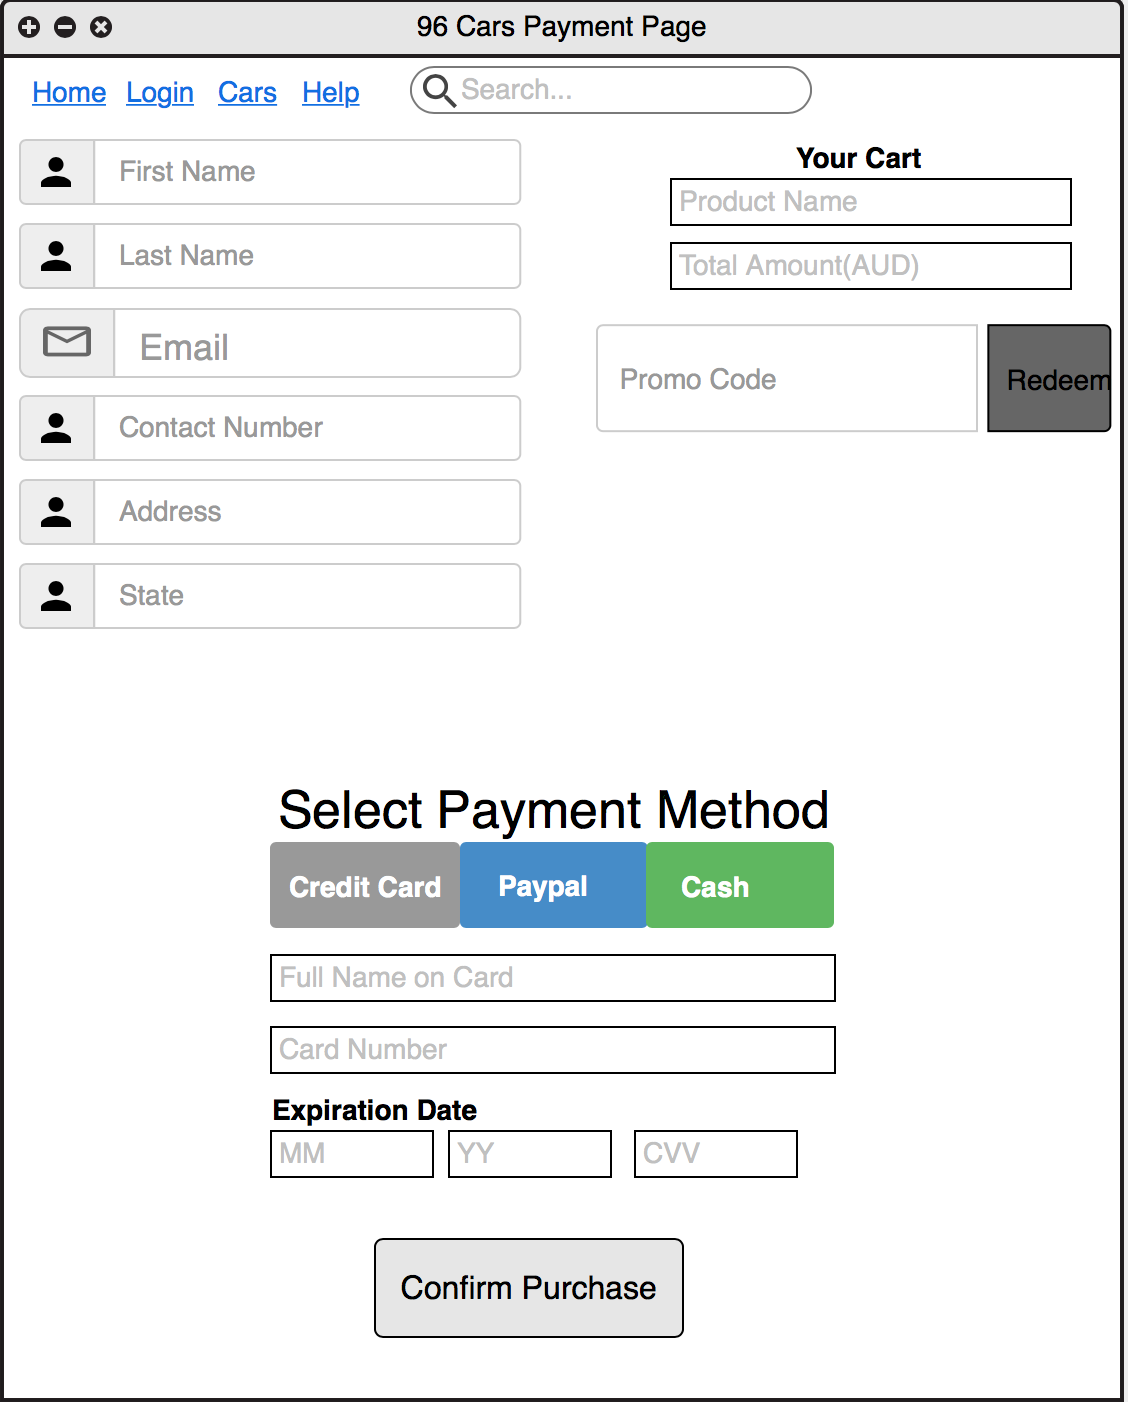 96 Cars Payment Page
Home Login Cars Help Search...
First Name
Last Name
Email
Contact Number
Address
State
Your Cart
Product Name
Total Amount(AUD)
Promo Code Redeem
Select Payment Method
Credit Card Paypal Cash
Full Name on Card
Card Number
Expiration Date
MM YY CVV
Confirm Purchase